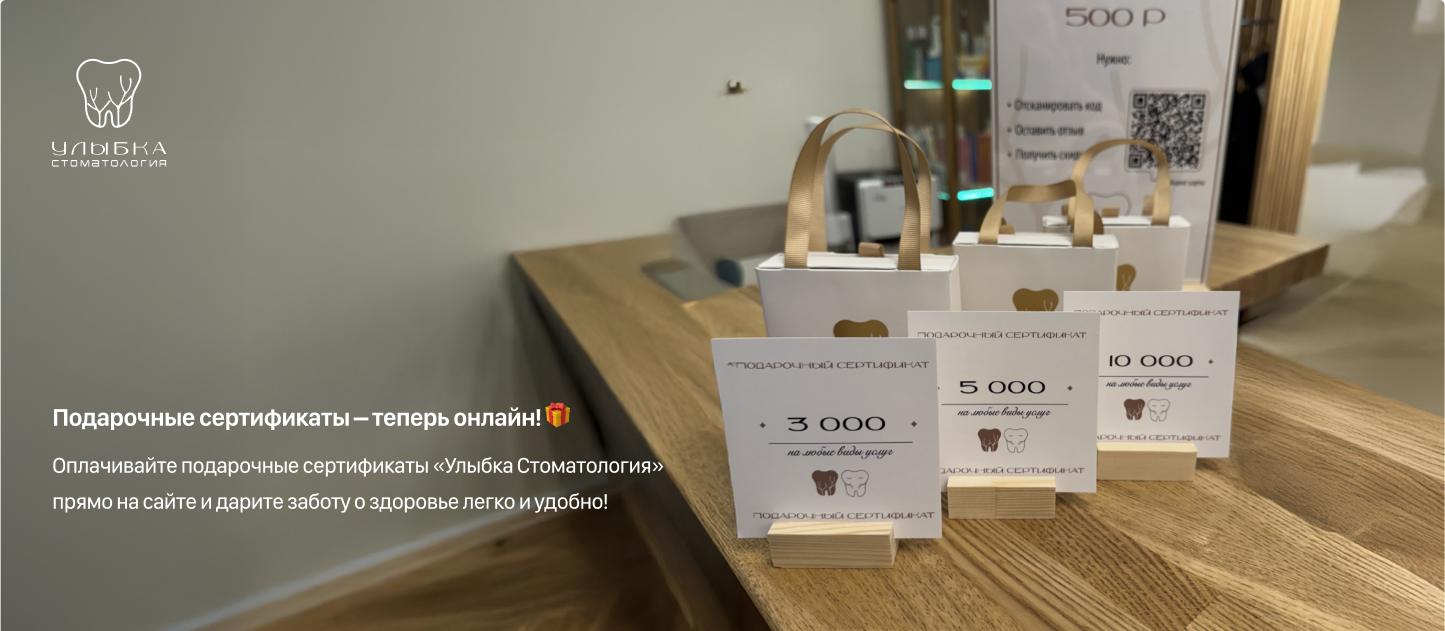 УЛЫБКА
СТОМАТОЛОГИЯ
500 Р
Нужно:
• Отсканировать код
• Оставить отзыв
• Получить
ПОДАРОЧНЫЙ СЕРТИФИКАТ
10 000
на любые виды услуг
ПОДАРОЧНЫЙ СЕРТИФИКАТ
ПОДАРОЧНЫЙ СЕРТИФИКАТ
5 000
на любые виды услуг
ПОДАРОЧНЫЙ СЕРТИФИКАТ
ПОДАРОЧНЫЙ СЕРТИФИКАТ
3 000
на любые виды услуг
ПОДАРОЧНЫЙ СЕРТИФИКАТ
Подарочные сертификаты – теперь онлайн! 🎁
Оплачивайте подарочные сертификаты «Улыбка Стоматология»
прямо на сайте и дарите заботу о здоровье легко и удобно!